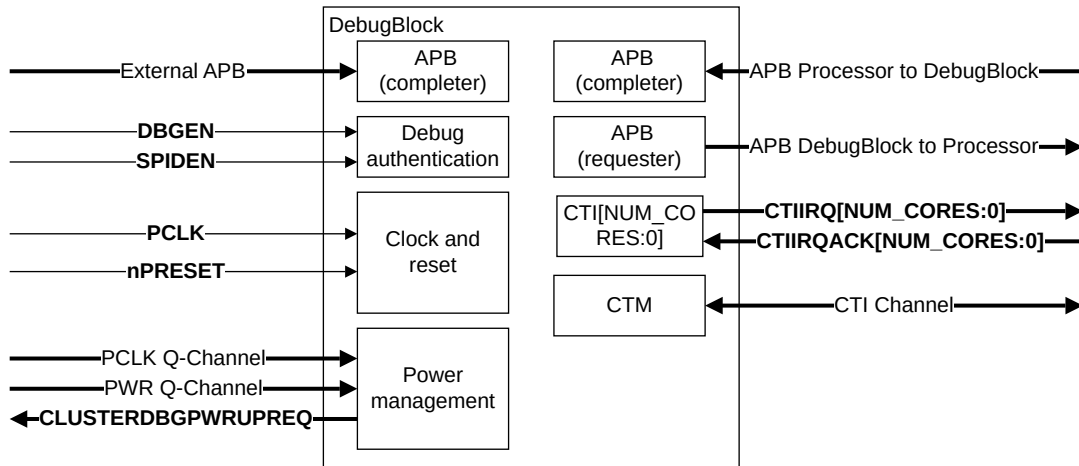 DebugBlock
External APB
APB
(completer)
APB
(completer)
APB Processor to DebugBlock
DBGEN
SPIDEN
Debug
authentication
APB
(requester)
APB DebugBlock to Processor
PCLK
nPRESET
Clock and
reset
CTI[NUM_CO
RES:0]
CTIIRQ[NUM_CORES:0]
CTIIRQACK[NUM_CORES:0]
CTM
CTI Channel
PCLK Q-Channel
PWR Q-Channel
CLUSTERDBGPWRUPREQ
Power
management